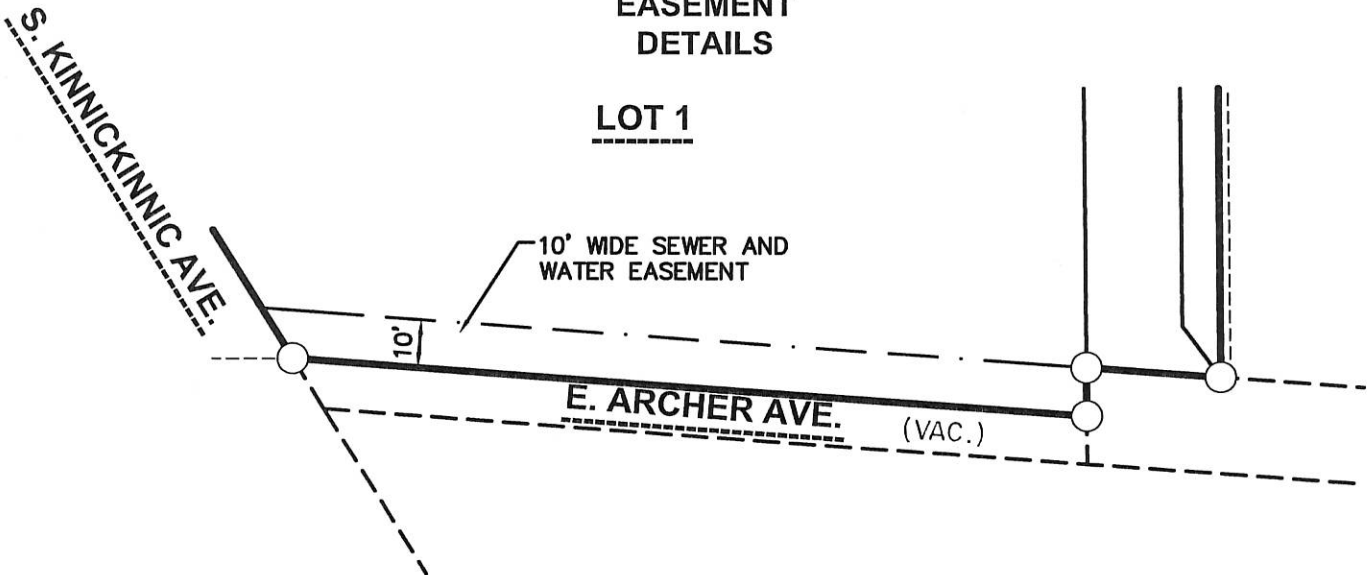 EASEMENT
DETAILS
LOT 1
S. KINNICKINNIC AVE.
10' WIDE SEWER AND
WATER EASEMENT
10'
E. ARCHER AVE.
(VAC.)